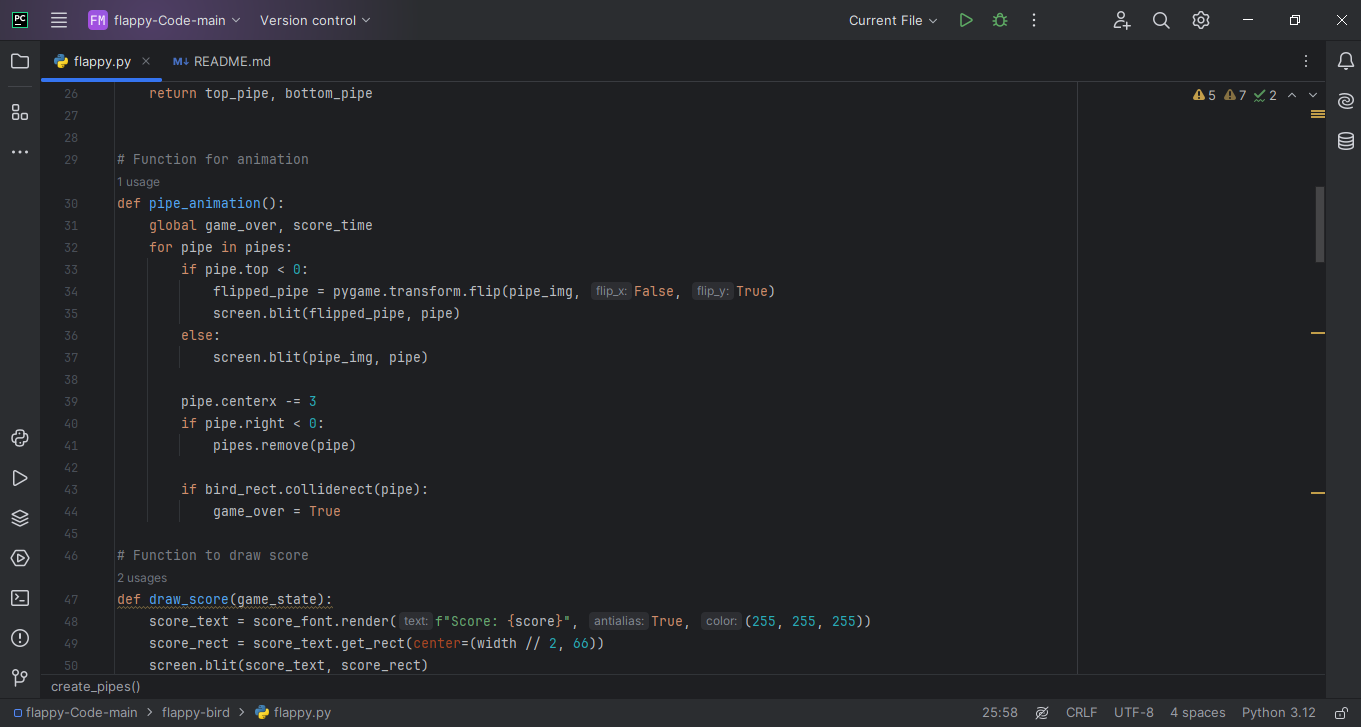 PC FM flappy-Code-main Version control Current File
flappy.py M↓ README.md
26 return top_pipe, bottom_pipe 5 7 2
27
28
29 # Function for animation
1 usage
30 def pipe_animation():
31 global game_over, score_time
32 for pipe in pipes:
33 if pipe.top < 0:
34 flipped_pipe = pygame.transform.flip(pipe_img, flip_x: False, flip_y: True)
35 screen.blit(flipped_pipe, pipe)
36 else:
37 screen.blit(pipe_img, pipe)
38
39 pipe.centerx -= 3
40 if pipe.right < 0:
41 pipes.remove(pipe)
42
43 if bird_rect.colliderect(pipe):
44 game_over = True
45
46 # Function to draw score
2 usages
47 def draw_score(game_state):
48 score_text = score_font.render( text: f"Score: {score}", antialias: True, color: (255, 255, 255))
49 score_rect = score_text.get_rect(center=(width // 2, 66))
50 screen.blit(score_text, score_rect)
create_pipes()
flappy-Code-main > flappy-bird > flappy.py 25:58 CRLF UTF-8 4 spaces Python 3.12